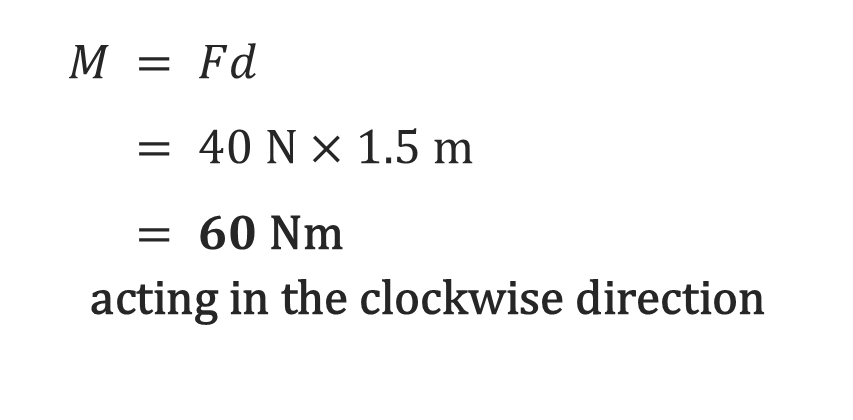 M = Fd
= 40 N × 1.5 m
= 60 Nm
acting in the clockwise direction